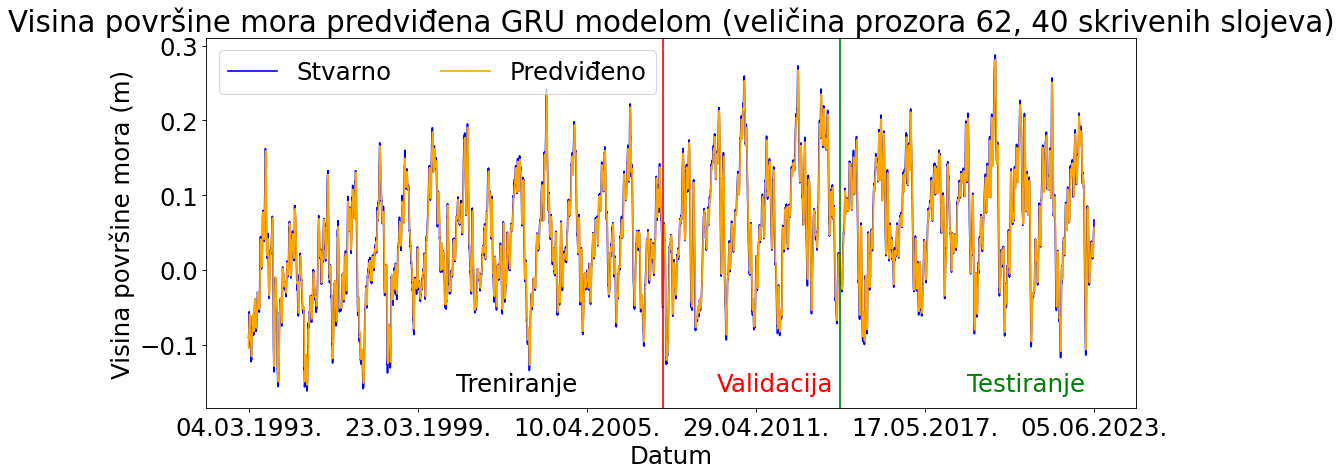 Visina površine mora predviđena GRU modelom (veličina prozora 62, 40 skrivenih slojeva)
Stvarno
Predviđeno
Visina površine mora (m)
0.3
0.2
0.1
0.0
−0.1
Treniranje
Validacija
Testiranje
04.03.1993.
23.03.1999.
10.04.2005.
29.04.2011.
17.05.2017.
05.06.2023.
Datum